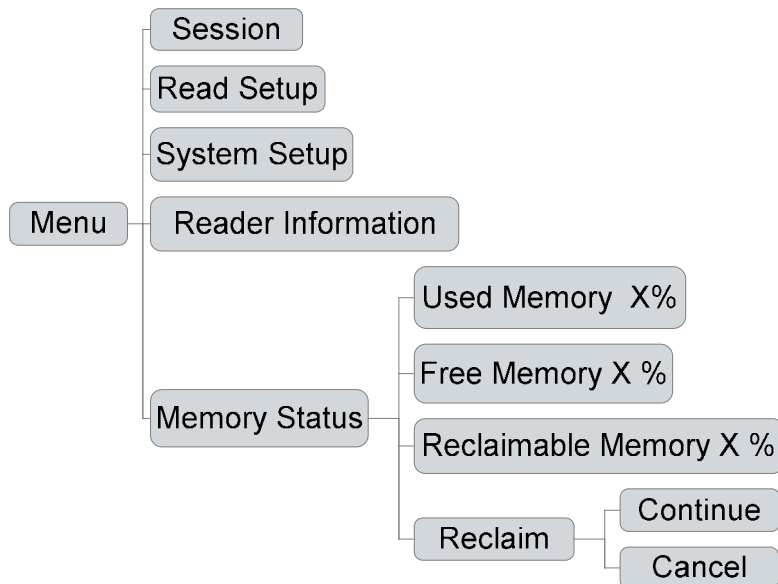 Session
Read Setup
System Setup
Menu
Reader Information
Used Memory X%
Free Memory X %
Memory Status
Reclaimable Memory X %
Reclaim
Continue
Cancel